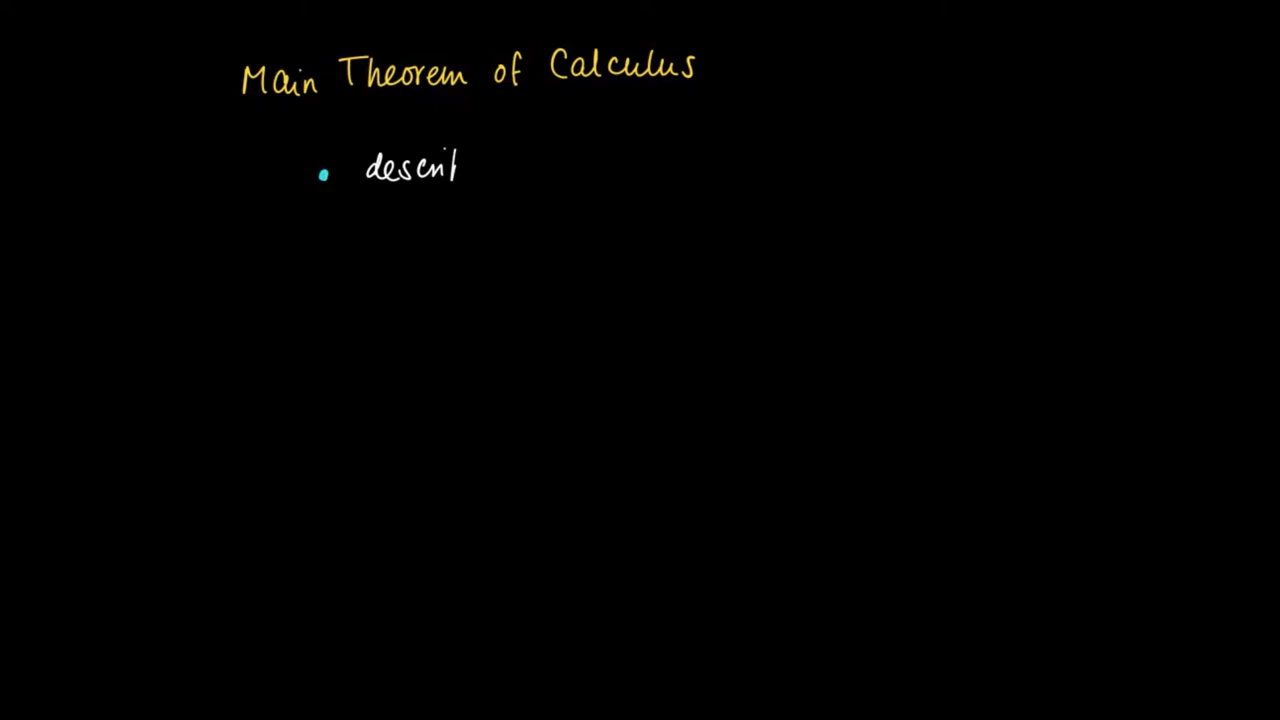 Main Theorem of Calculus
• descri